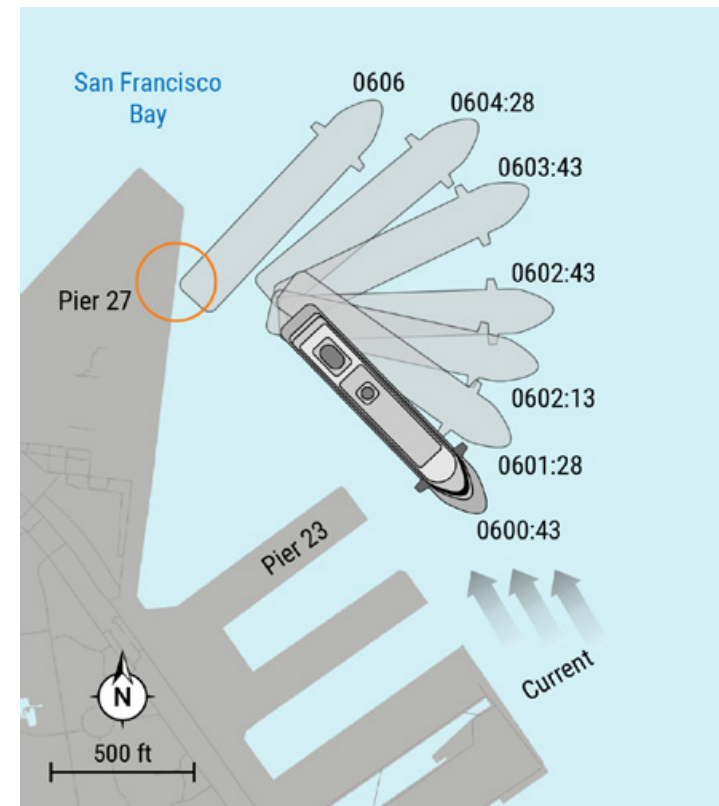 San Francisco
Bay
0606
0604:28
0603:43
0602:43
Pier 27
0602:13
0601:28
0600:43
Pier 23
Current
N
500 ft